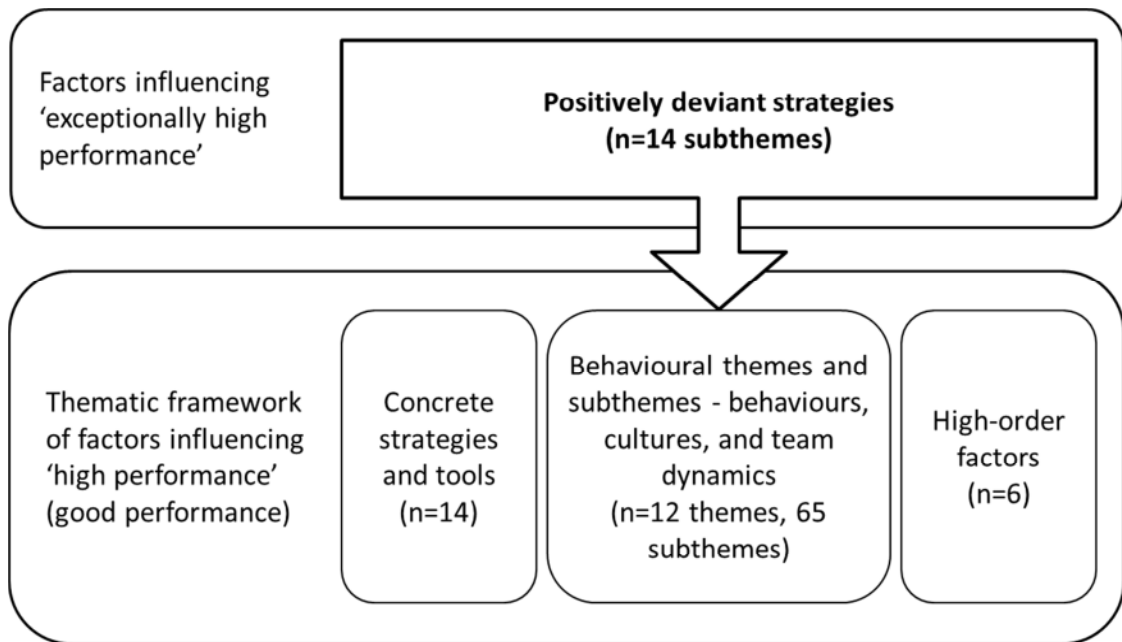 Factors influencing
‘exceptionally high
performance’
Positively deviant strategies
(n=14 subthemes)
Thematic framework
of factors influencing
‘high performance’
(good performance)
Concrete
strategies
and tools
(n=14)
Behavioural themes and
subthemes - behaviours,
cultures, and team
dynamics
(n=12 themes, 65
subthemes)
High-order
factors
(n=6)